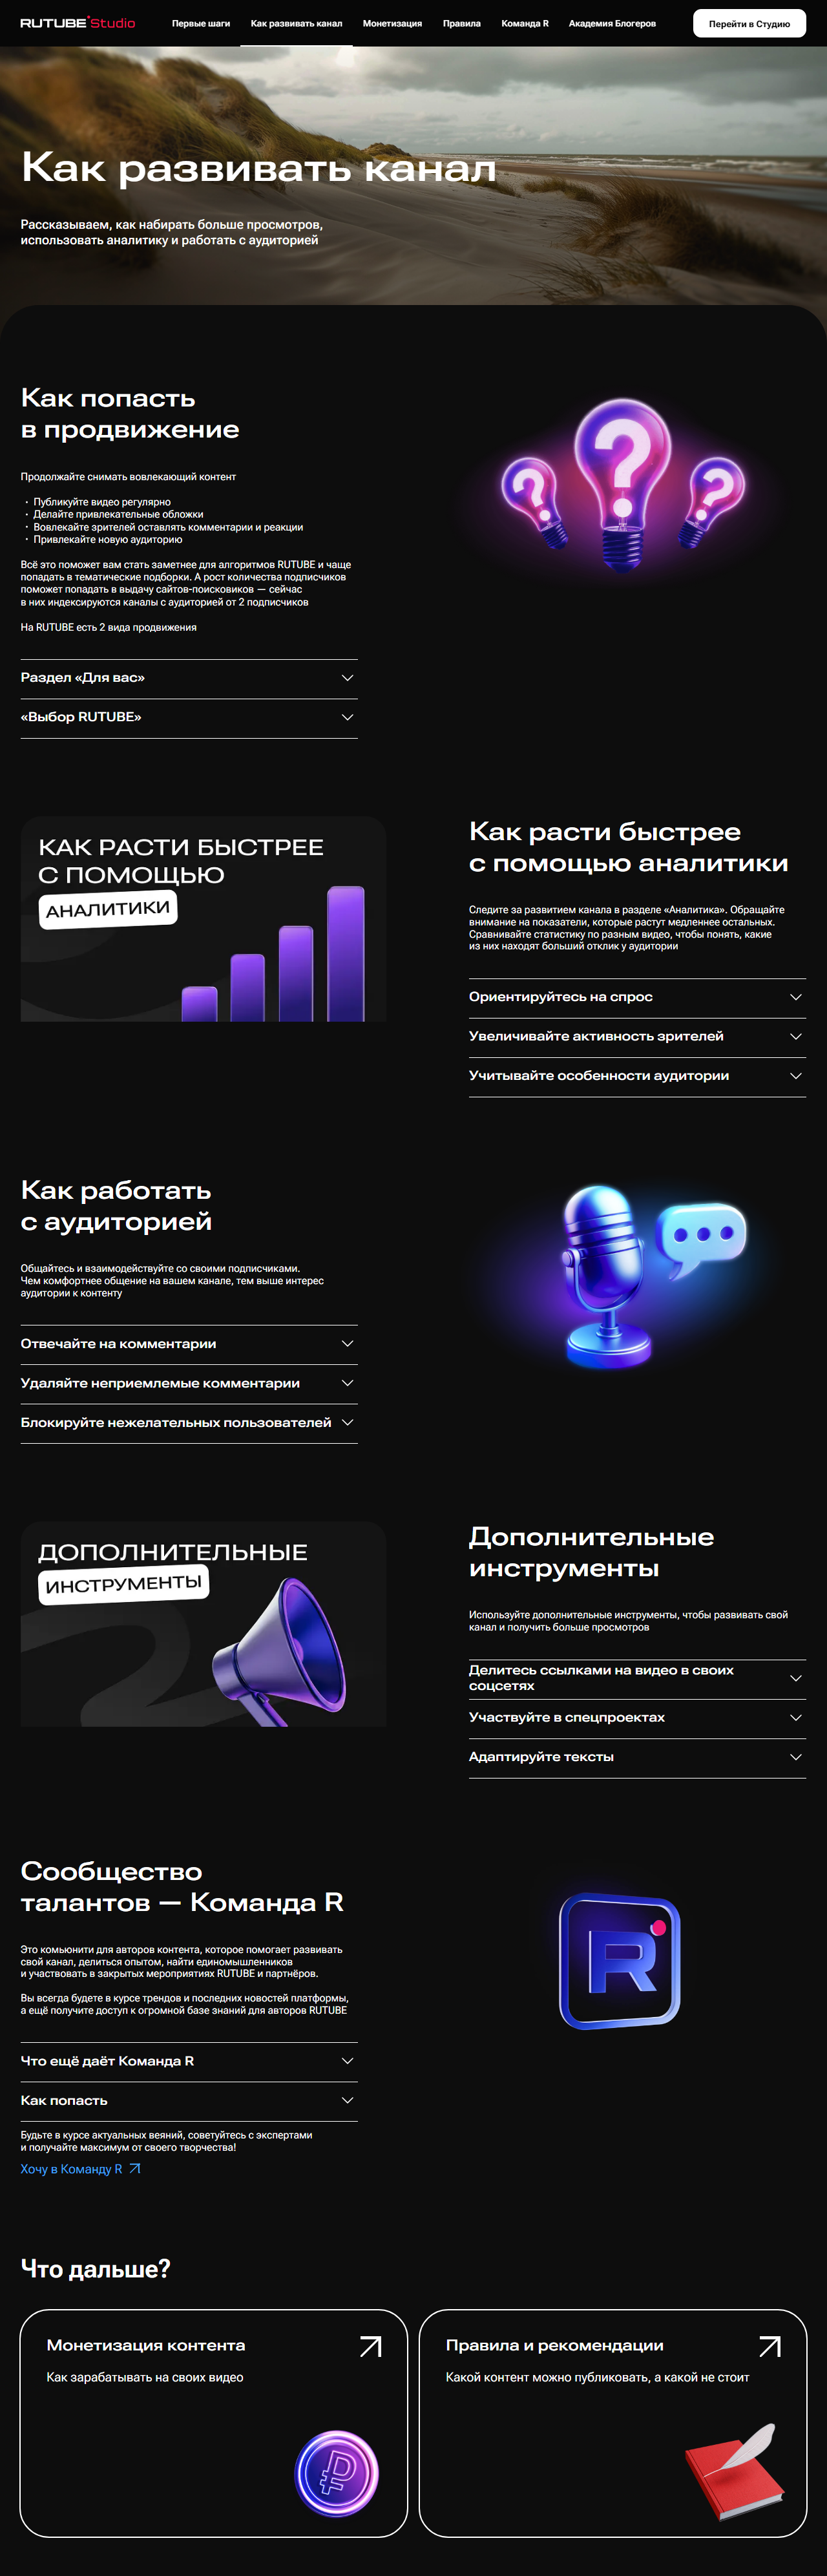 RUTUBE Studio
Первые шаги
Как развивать канал
Монетизация
Правила
Команда R
Академия Блогеров
Перейти в Студию
Как развивать канал
Рассказываем, как набирать больше просмотров,
использовать аналитику и работать с аудиторией
Как попасть
в продвижение
Продолжайте снимать вовлекающий контент
• Публикуйте видео регулярно
• Делайте привлекательные обложки
• Вовлекайте зрителей оставлять комментарии и реакции
• Привлекайте новую аудиторию
Всё это поможет вам стать заметнее для алгоритмов RUTUBE и чаще
попадать в тематические подборки. А рост количества подписчиков
поможет попадать в выдачу сайтов-поисковиков — сейчас
в них индексируются каналы с аудиторией от 2 подписчиков
На RUTUBE есть 2 вида продвижения
Раздел «Для вас»
«Выбор RUTUBE»
КАК РАСТИ БЫСТРЕЕ
С ПОМОЩЬЮ
АНАЛИТИКИ
Как расти быстрее
с помощью аналитики
Следите за развитием канала в разделе «Аналитика». Обращайте
внимание на показатели, которые растут медленнее остальных.
Сравнивайте статистику по разным видео, чтобы понять, какие
из них находят больший отклик у аудитории
Ориентируйтесь на спрос
Увеличивайте активность зрителей
Учитывайте особенности аудитории
Как работать
с аудиторией
Общайтесь и взаимодействуйте со своими подписчиками.
Чем комфортнее общение на вашем канале, тем выше интерес
аудитории к контенту
Отвечайте на комментарии
Удаляйте неприемлемые комментарии
Блокируйте нежелательных пользователей
ДОПОЛНИТЕЛЬНЫЕ
ИНСТРУМЕНТЫ
Дополнительные
инструменты
Используйте дополнительные инструменты, чтобы развивать свой
канал и получить больше просмотров
Делитесь ссылками на видео в своих
соцсетях
Участвуйте в спецпроектах
Адаптируйте тексты
Сообщество
талантов — Команда R
Это комьюнити для авторов контента, которое помогает развивать
свой канал, делиться опытом, найти единомышленников
и участвовать в закрытых мероприятиях RUTUBE и партнёров.
Вы всегда будете в курсе трендов и последних новостей платформы,
а ещё получите доступ к огромной базе знаний для авторов RUTUBE
R
Что ещё даёт Команда R
Как попасть
Будьте в курсе актуальных веяний, советуйтесь с экспертами
и получайте максимум от своего творчества!
Хочу в Команду R
Что дальше?
Монетизация контента
Как зарабатывать на своих видео
Правила и рекомендации
Какой контент можно публиковать, а какой не стоит